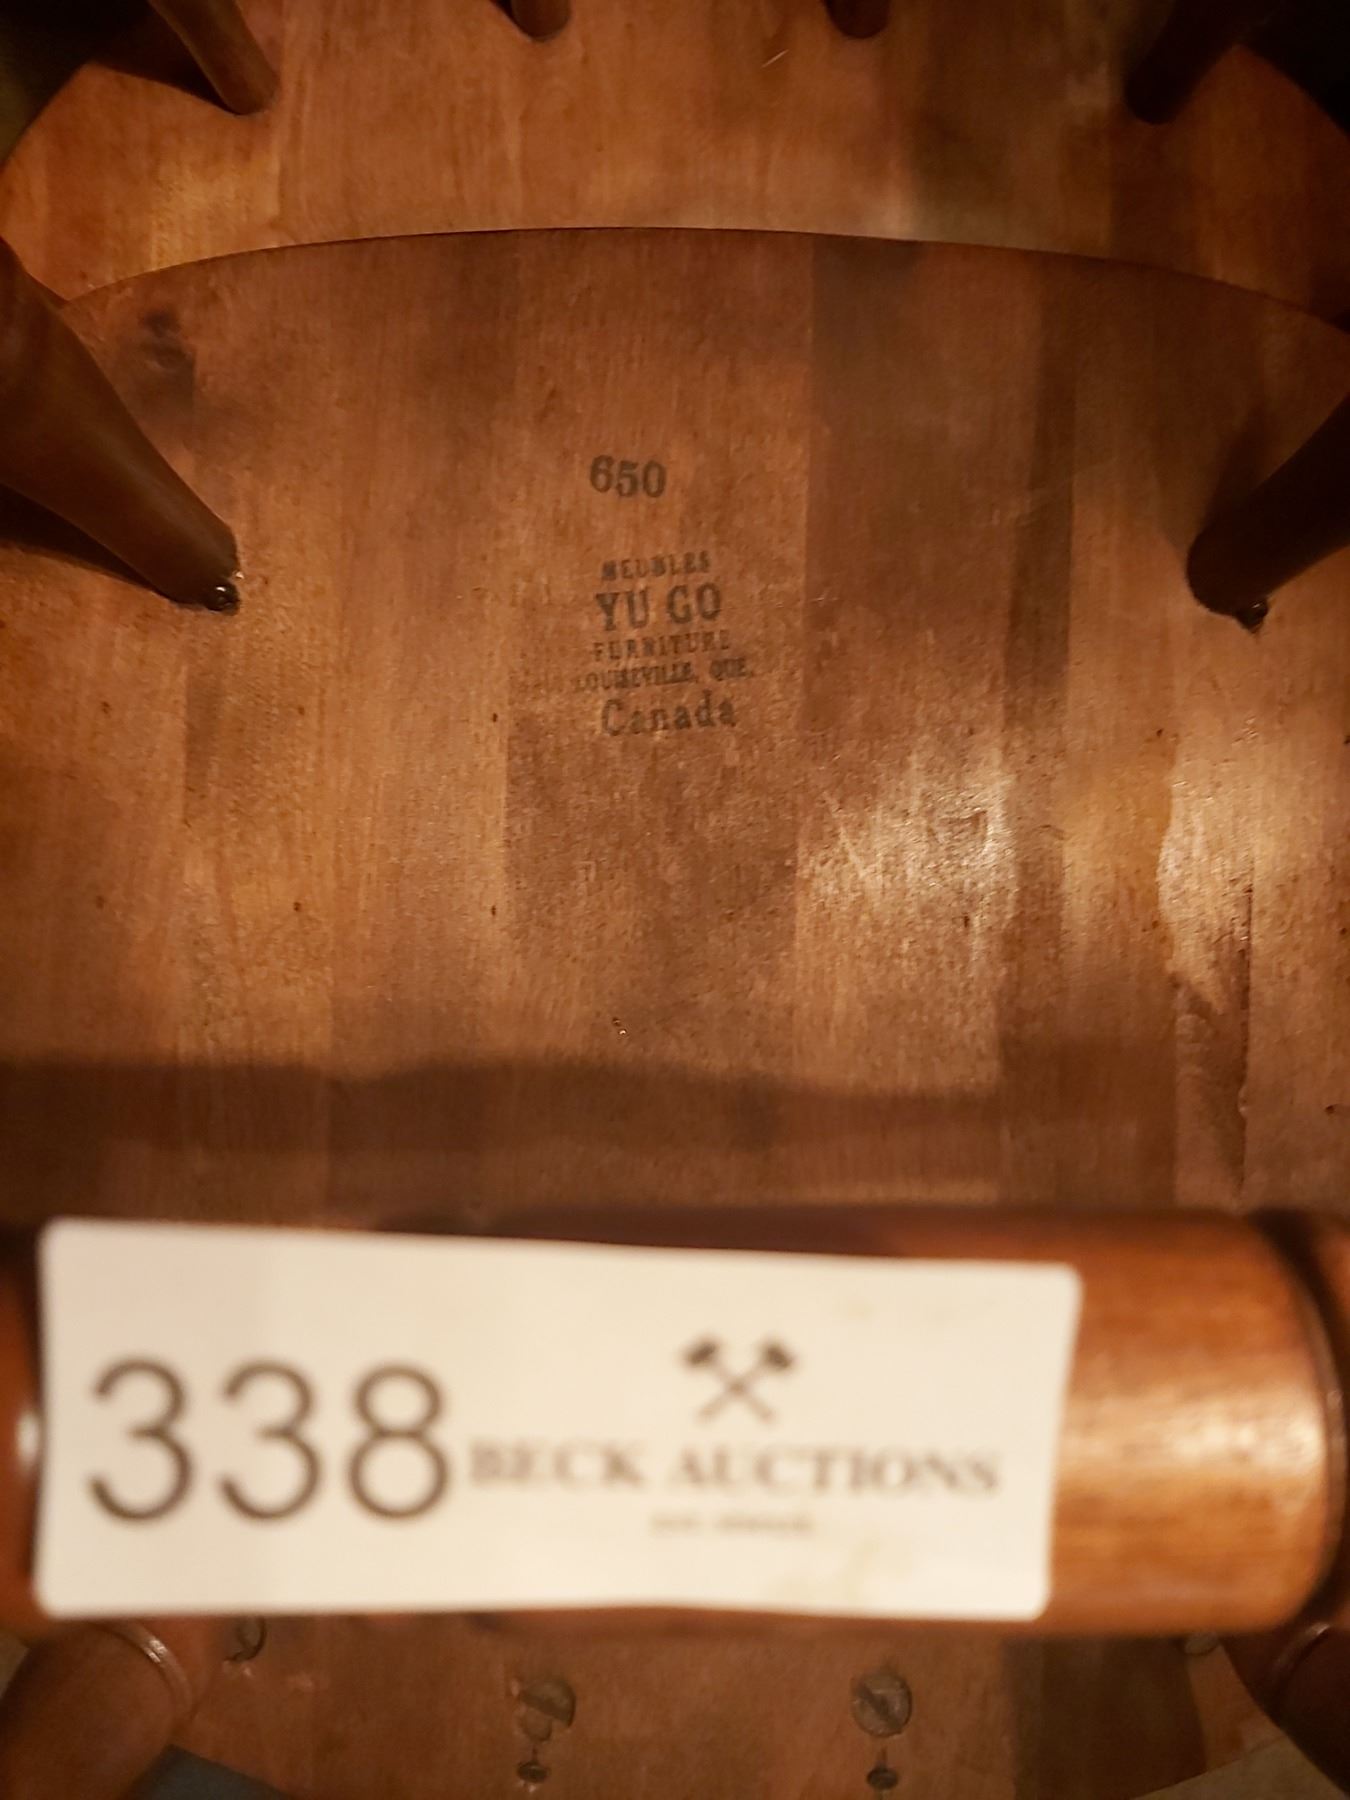 650
MEUBLES
YU GO
FURNITURE
LOUISEVILLE, QUE.
Canada
338
BECK AUCTIONS